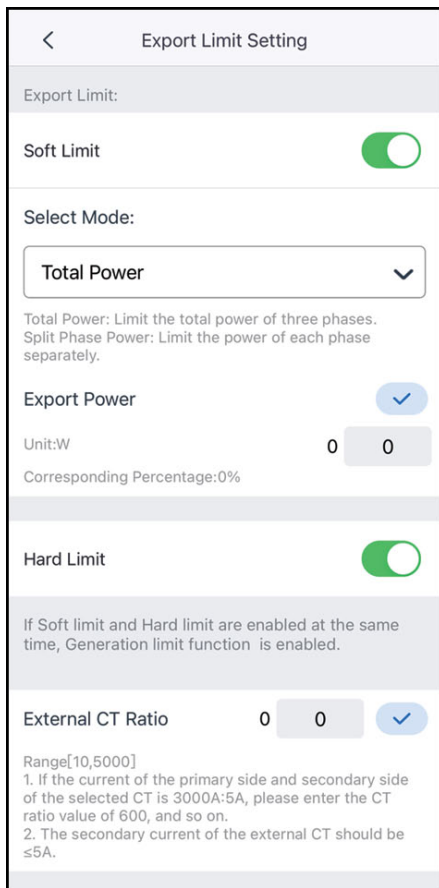 Export Limit Setting
Export Limit:
Soft Limit
Select Mode:
Total Power
Total Power: Limit the total power of three phases.
Split Phase Power: Limit the power of each phase
separately.
Export Power
Unit:W 0 0
Corresponding Percentage:0%
Hard Limit
If Soft limit and Hard limit are enabled at the same
time, Generation limit function is enabled.
External CT Ratio 0 0
Range[10,5000]
1. If the current of the primary side and secondary side
of the selected CT is 3000A:5A, please enter the CT
ratio value of 600, and so on.
2. The secondary current of the external CT should be
≤5A.